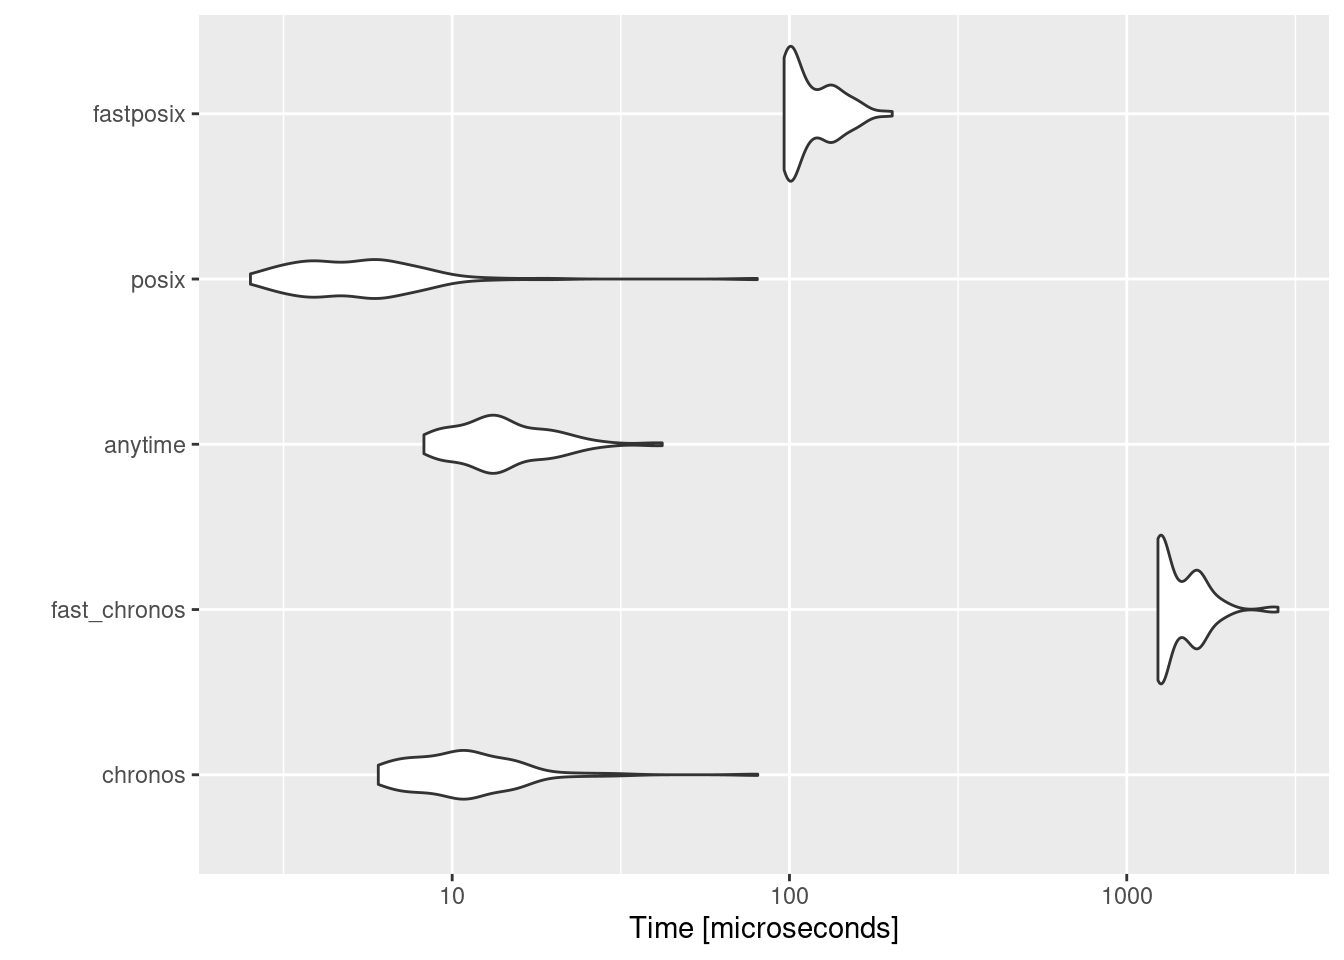 fastposix
posix
anytime
fast_chronos
chronos
10 100 1000
Time [microseconds]